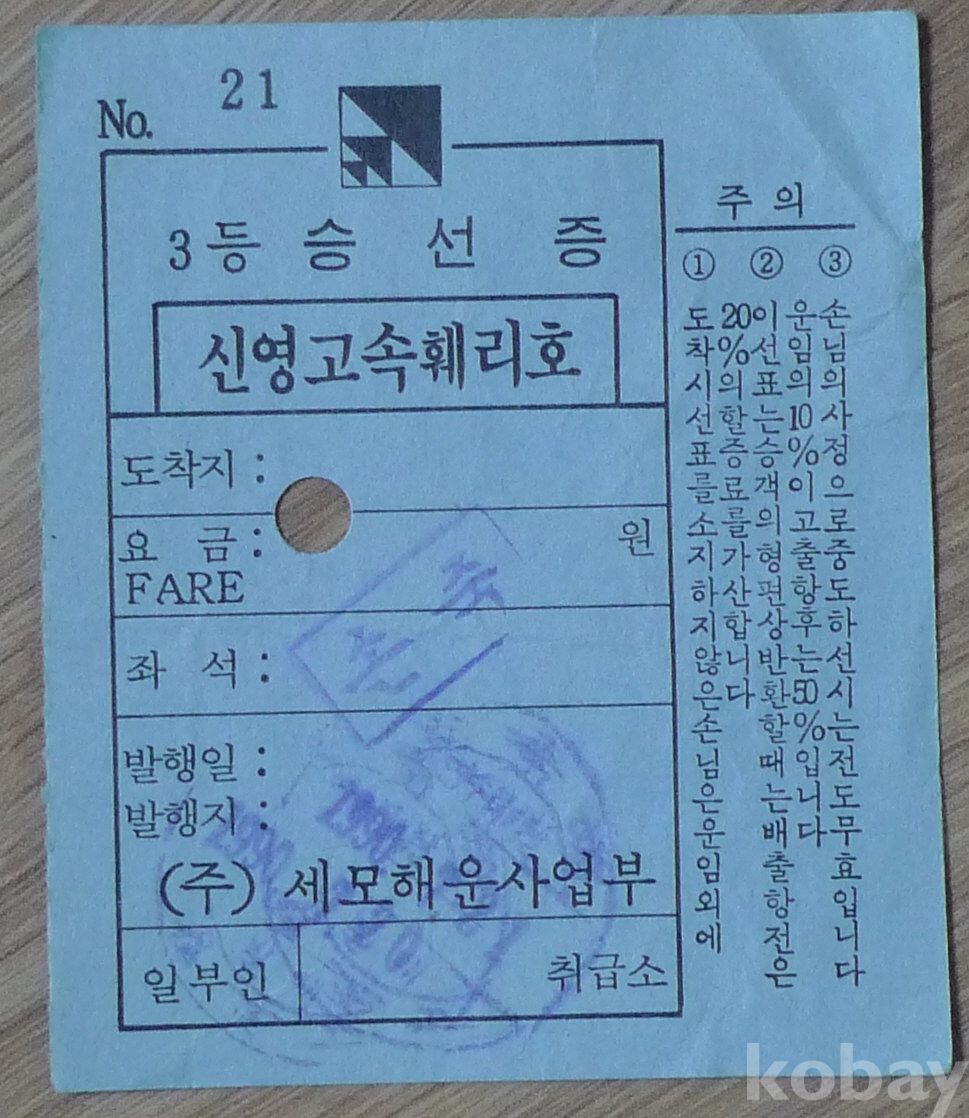 No. 21
3등 승 선 증
신영고속훼리호
도착지 :
요 금 : 원
FARE
좌 석 :
발행일 :
발행지 :
(주) 세모해운사업부
일부인
취급소
1990
1990
주 의
①
도착시선표를소지하지않은손님은운임외에
20%의할증료를가산합니다
②
이선표는승객의형편상반환할때는배출항전은
운임의10%이고출항후는50%입니다
③
손님의사정으로중도하선시는전도무효입니다
kobay